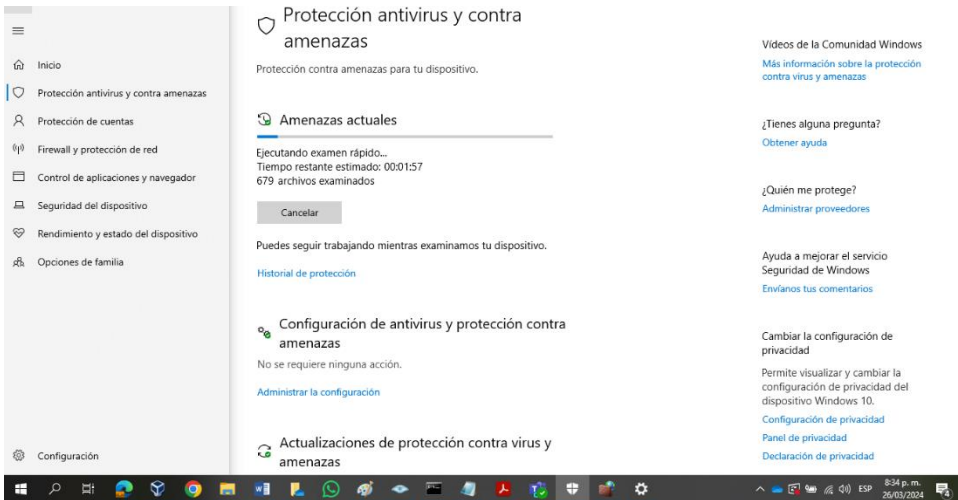 Inicio
Protección antivirus y contra amenazas
Protección de cuentas
Firewall y protección de red
Control de aplicaciones y navegador
Seguridad del dispositivo
Rendimiento y estado del dispositivo
Opciones de familia
Configuración
Protección antivirus y contra
amenazas
Protección contra amenazas para tu dispositivo.
Amenazas actuales
Ejecutando examen rápido...
Tiempo restante estimado: 00:01:57
679 archivos examinados
Cancelar
Puedes seguir trabajando mientras examinamos tu dispositivo.
Historial de protección
Configuración de antivirus y protección contra
amenazas
No se requiere ninguna acción.
Administrar la configuración
Actualizaciones de protección contra virus y
amenazas
Vídeos de la Comunidad Windows
Más información sobre la protección
contra virus y amenazas
¿Tienes alguna pregunta?
Obtener ayuda
¿Quién me protege?
Administrar proveedores
Ayuda a mejorar el servicio
Seguridad de Windows
Envíanos tus comentarios
Cambiar la configuración de
privacidad
Permite visualizar y cambiar la
configuración de privacidad del
dispositivo Windows 10.
Configuración de privacidad
Panel de privacidad
Declaración de privacidad
ESP
8:34 p. m.
26/03/2024